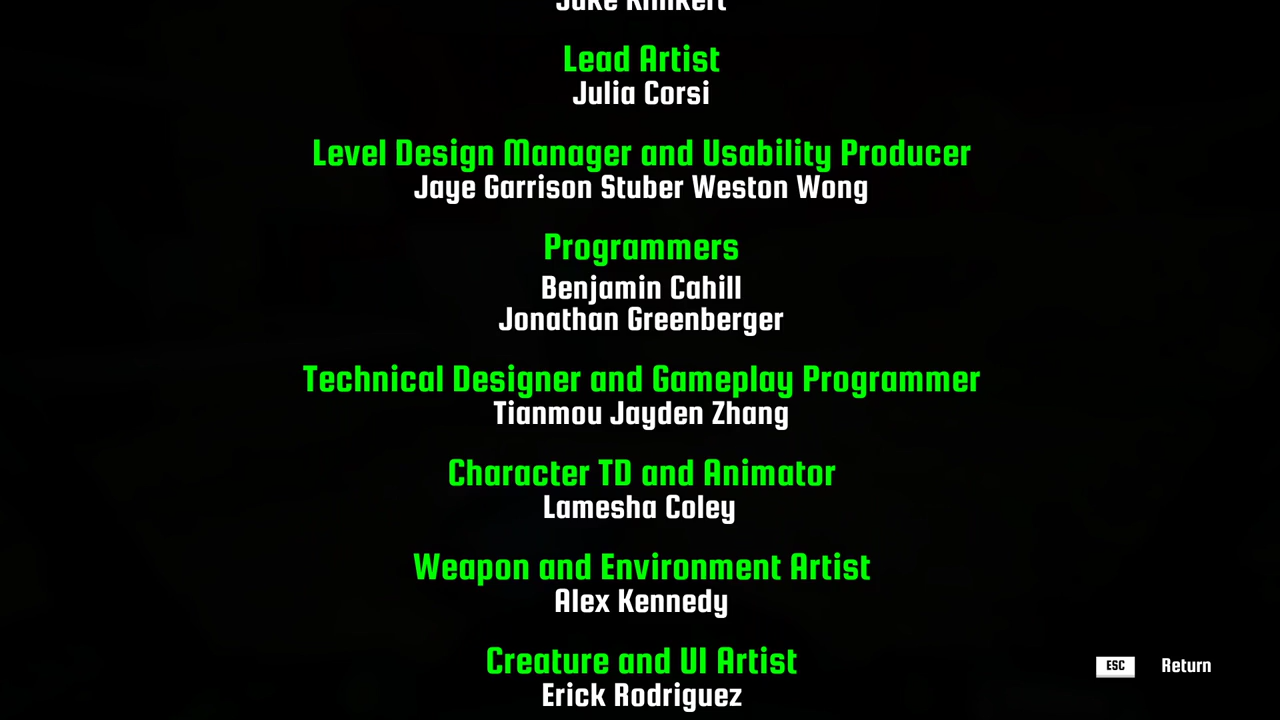 Lead Artist
Julia Corsi
Level Design Manager and Usability Producer
Jaye Garrison Stuber Weston Wong
Programmers
Benjamin Cahill
Jonathan Greenberger
Technical Designer and Gameplay Programmer
Tianmou Jayden Zhang
Character TD and Animator
Lamesha Coley
Weapon and Environment Artist
Alex Kennedy
Creature and UI Artist
Erick Rodriguez
ESC Return